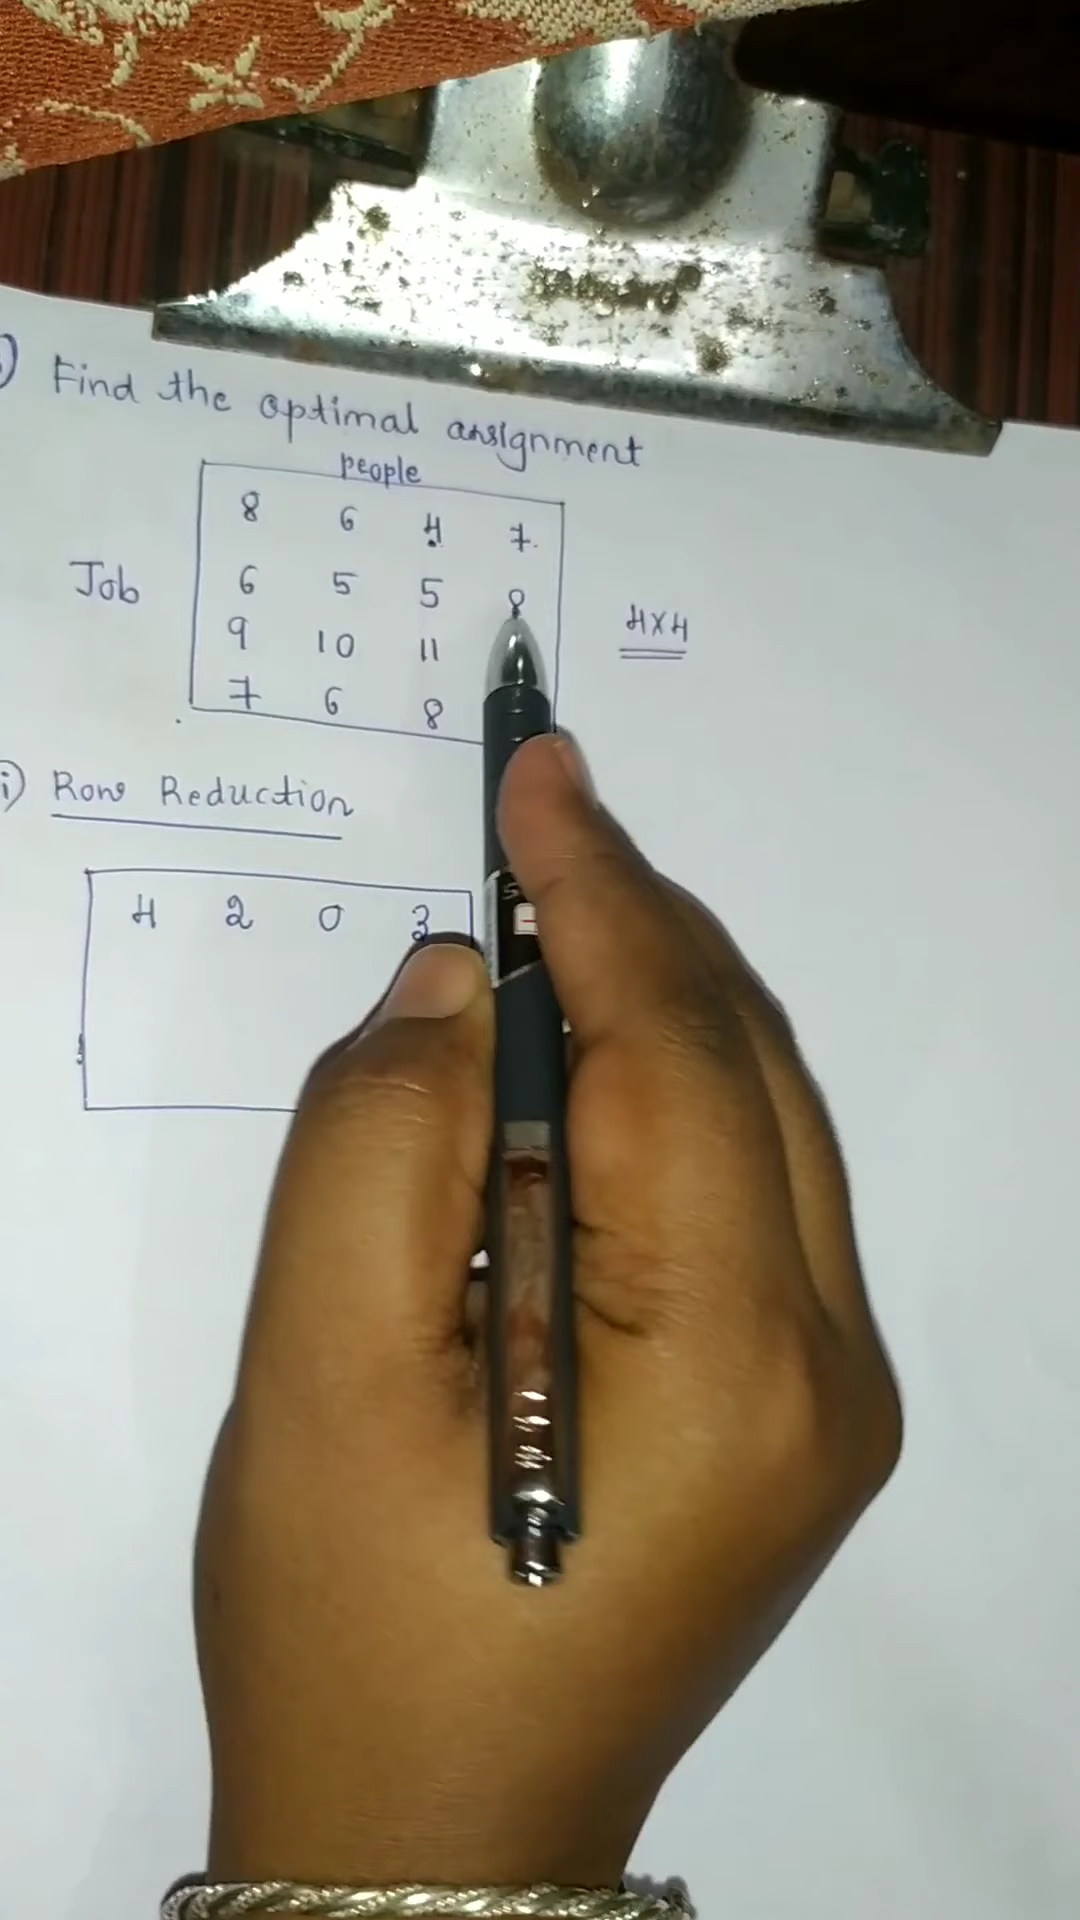 Find the optimal assignment
people
8 6 4 7
Job 6 5 5 8
9 10 11
7 6 8
4x4
i) Row Reduction
4 2 0 3